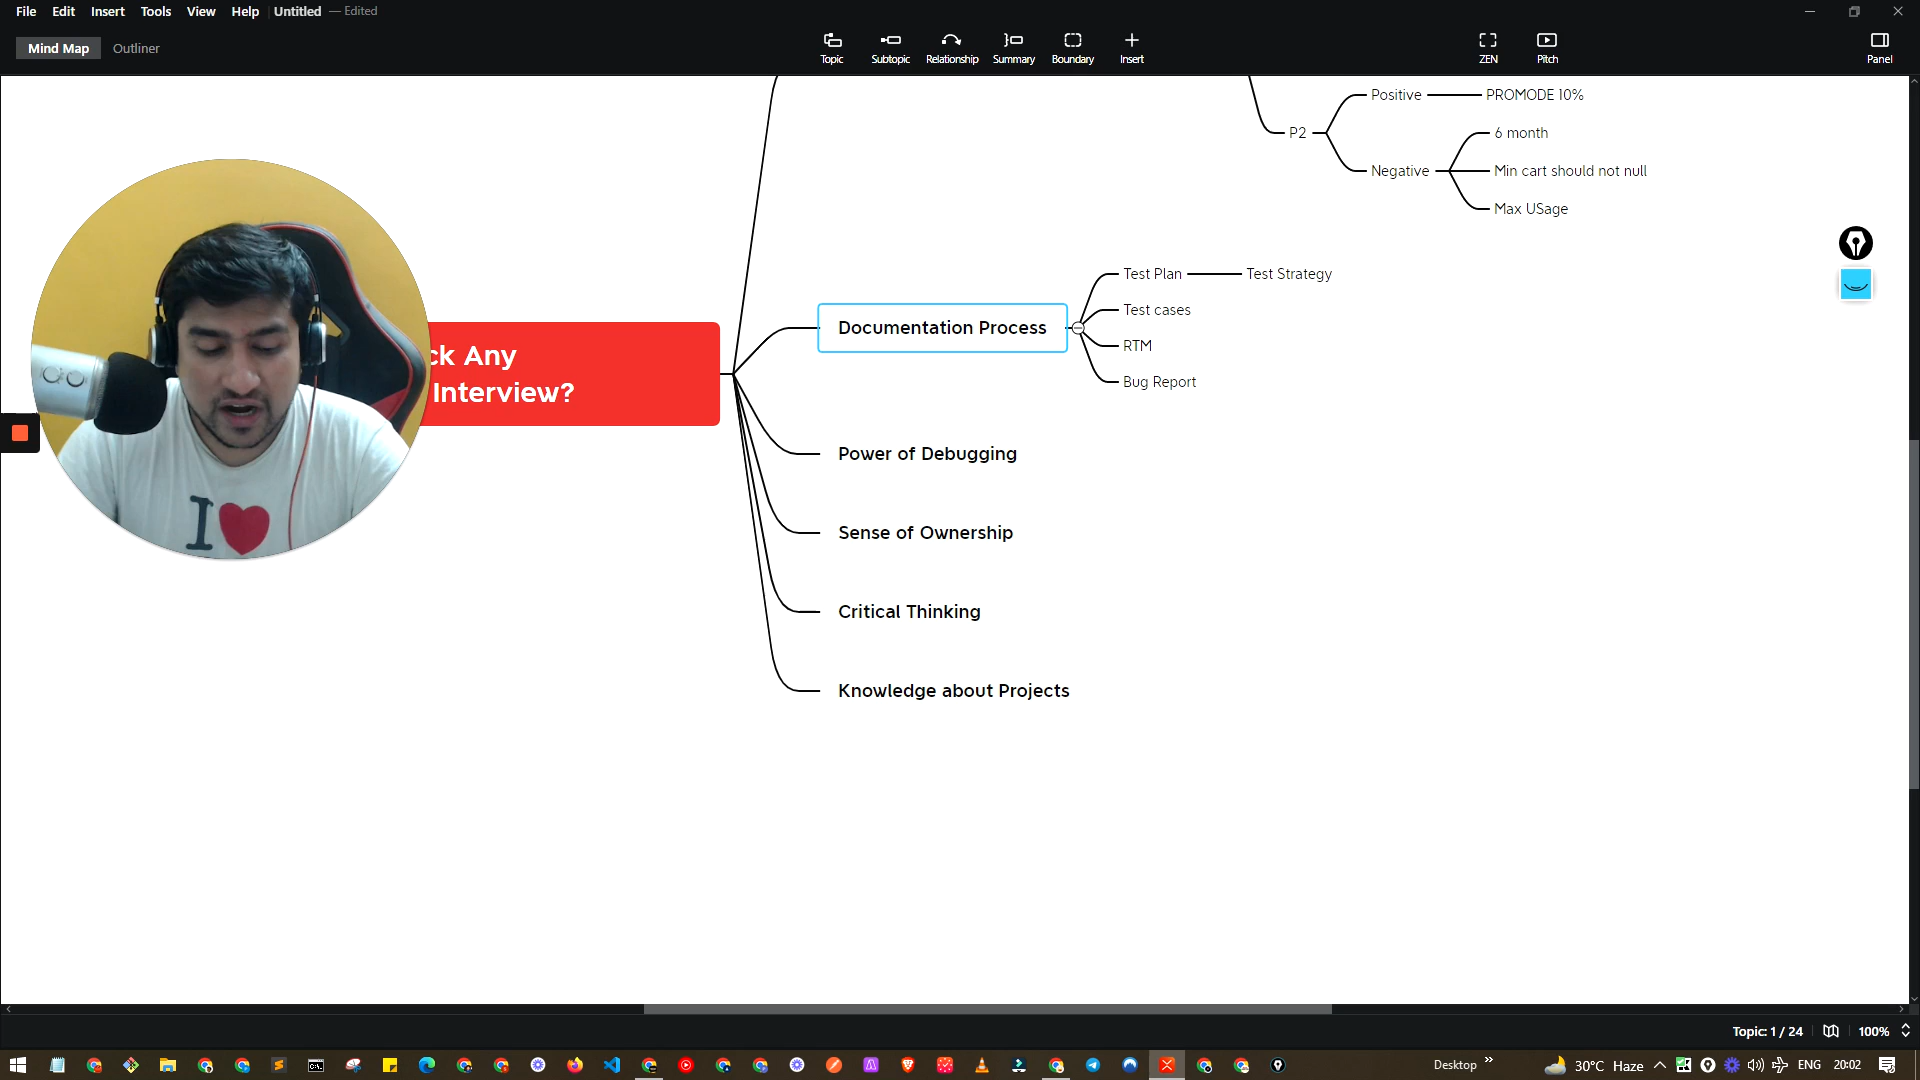 File Edit Insert Tools View Help Untitled — Edited
Mind Map Outliner
Topic Subtopic Relationship Summary Boundary Insert ZEN Pitch Panel
Positive PROMODE 10%
P2 6 month
Negative Min cart should not null
Max USage
Test Plan Test Strategy
Test cases
Documentation Process
RTM
Bug Report
ck Any
Interview?
Power of Debugging
Sense of Ownership
Critical Thinking
Knowledge about Projects
I
Topic: 1 / 24 100%
Desktop » 30°C Haze ENG 20:02